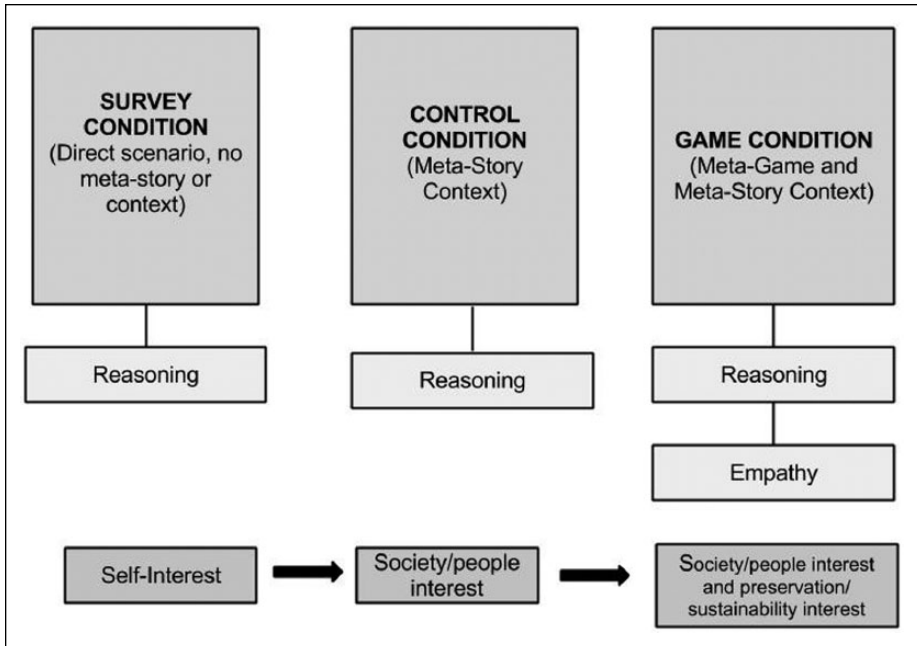 SURVEY
CONDITION
(Direct scenario, no
meta-story or
context)
Reasoning
CONTROL
CONDITION
(Meta-Story
Context)
Reasoning
GAME CONDITION
(Meta-Game and
Meta-Story Context)
Reasoning
Empathy
Self-Interest
Society/people
interest
Society/people interest
and preservation/
sustainability interest